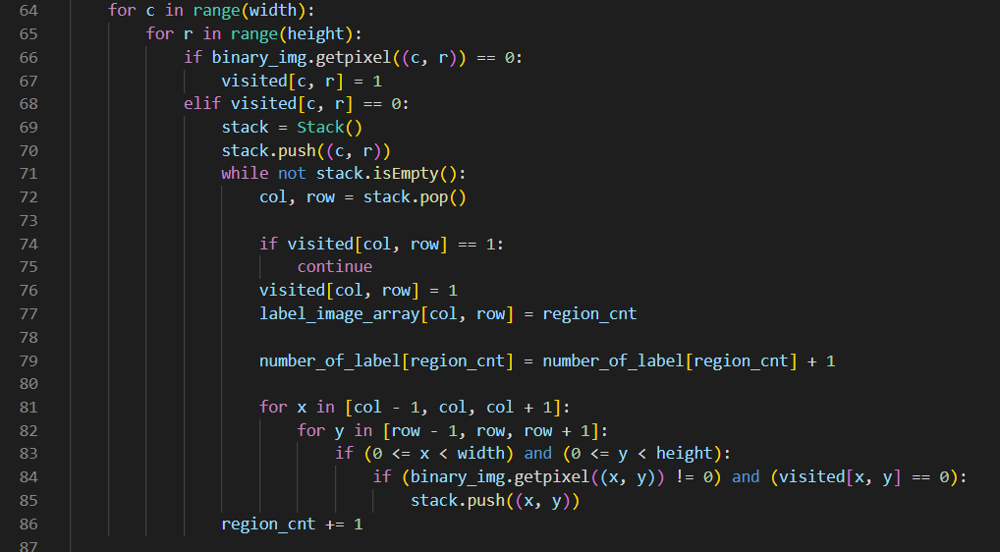 64    for c in range(width):
65        for r in range(height):
66            if binary_img.getpixel((c, r)) == 0:
67                visited[c, r] = 1
68            elif visited[c, r] == 0:
69                stack = Stack()
70                stack.push((c, r))
71                while not stack.isEmpty():
72                    col, row = stack.pop()
73
74                    if visited[col, row] == 1:
75                        continue
76                    visited[col, row] = 1
77                    label_image_array[col, row] = region_cnt
78
79                    number_of_label[region_cnt] = number_of_label[region_cnt] + 1
80
81                    for x in [col - 1, col, col + 1]:
82                        for y in [row - 1, row, row + 1]:
83                            if (0 <= x < width) and (0 <= y < height):
84                                if (binary_img.getpixel((x, y)) != 0) and (visited[x, y] == 0):
85                                    stack.push((x, y))
86                region_cnt += 1
87